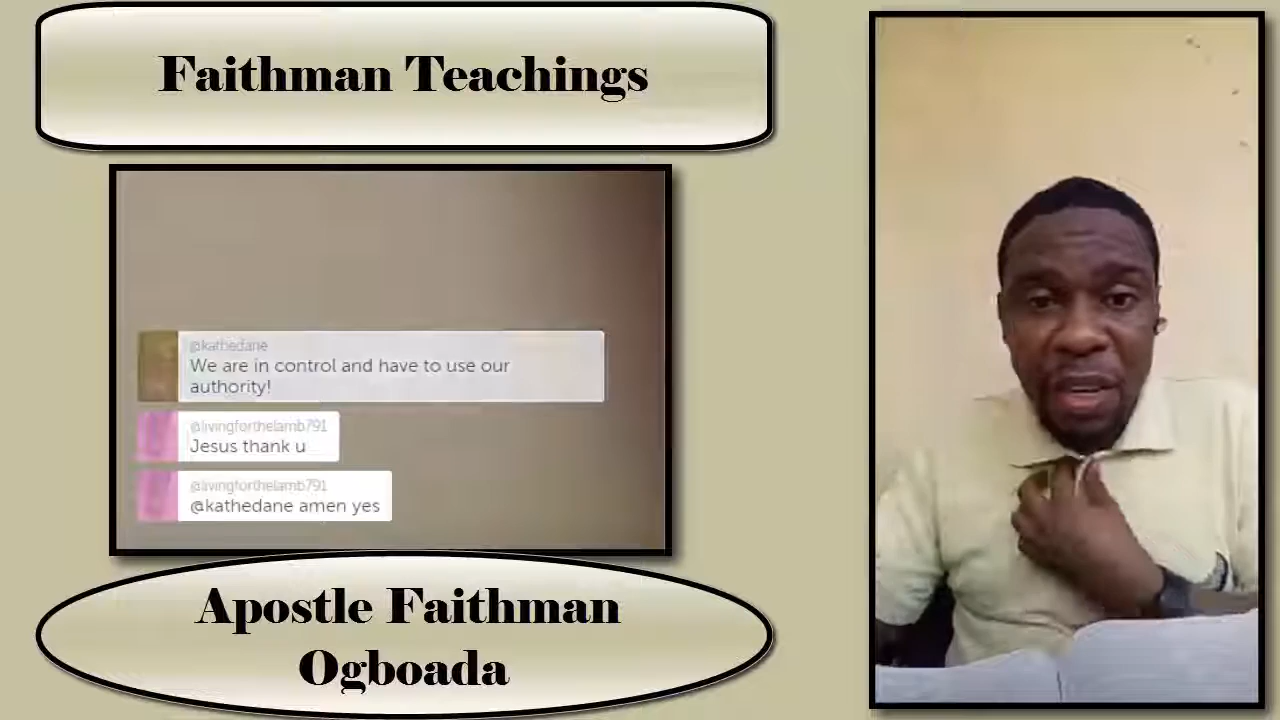 Faithman Teachings
@kathedane
We are in control and have to use our
authority!
@livingforthelamb791
Jesus thank u
@livingforthelamb791
@kathedane amen yes
Apostle Faithman
Ogboada